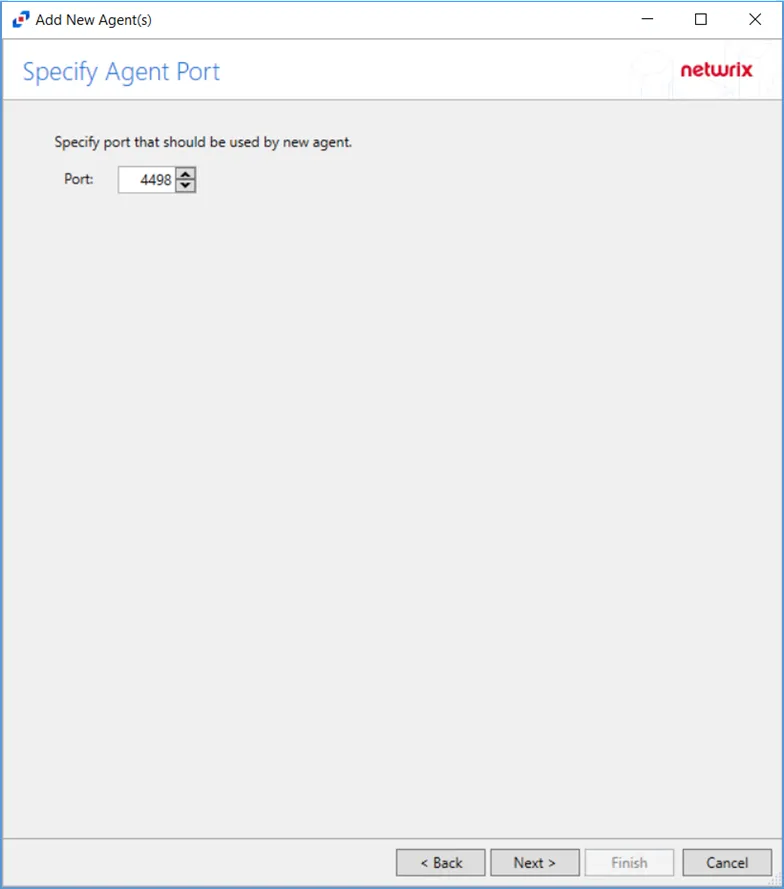 Add New Agent(s)
Specify Agent Port
netwrix
Specify port that should be used by new agent.
Port: 4498
< Back Next > Finish Cancel